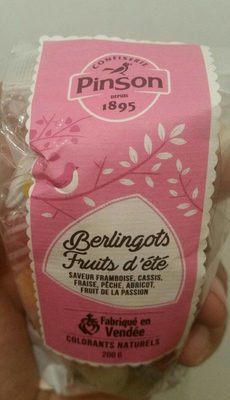 CONFISERIE
PINSON
DEPUIS
1895
Berlingots
Fruits d'été
SAVEUR FRAMBOISE, CASSIS,
FRAISE, PÊCHE, ABRICOT,
FRUIT DE LA PASSION
Fabriqué en
Vendée
COLORANTS NATURELS
200 G